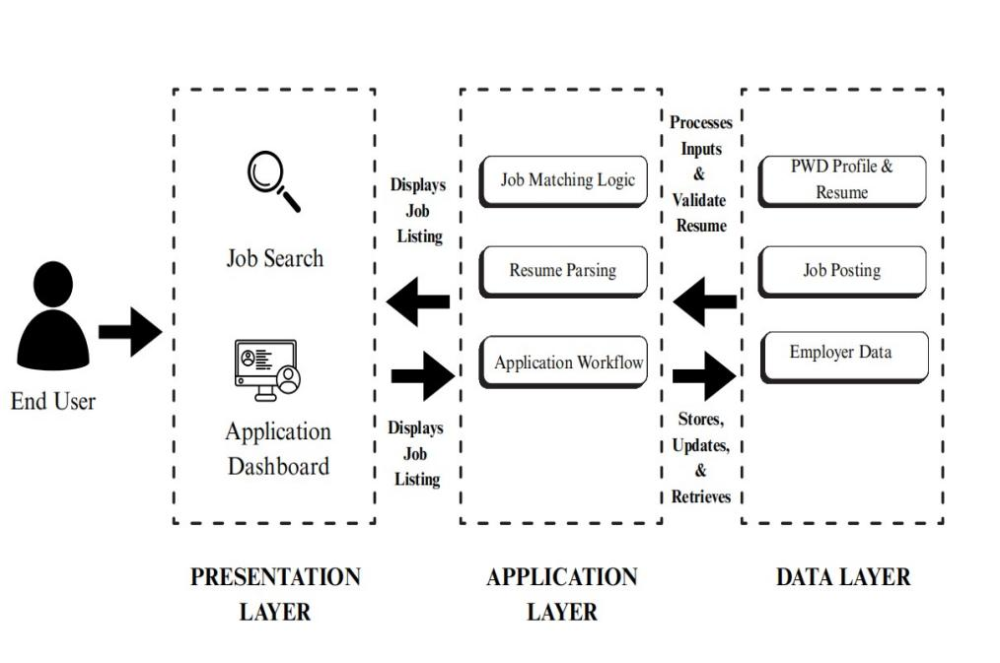 End User
Job Search
Application
Dashboard
PRESENTATION
LAYER
Displays
Job
Listing
Displays
Job
Listing
Job Matching Logic
Resume Parsing
Application Workflow
APPLICATION
LAYER
Processes
Inputs
&
Validate
Resume
Stores,
Updates,
&
Retrieves
PWD Profile &
Resume
Job Posting
Employer Data
DATA LAYER